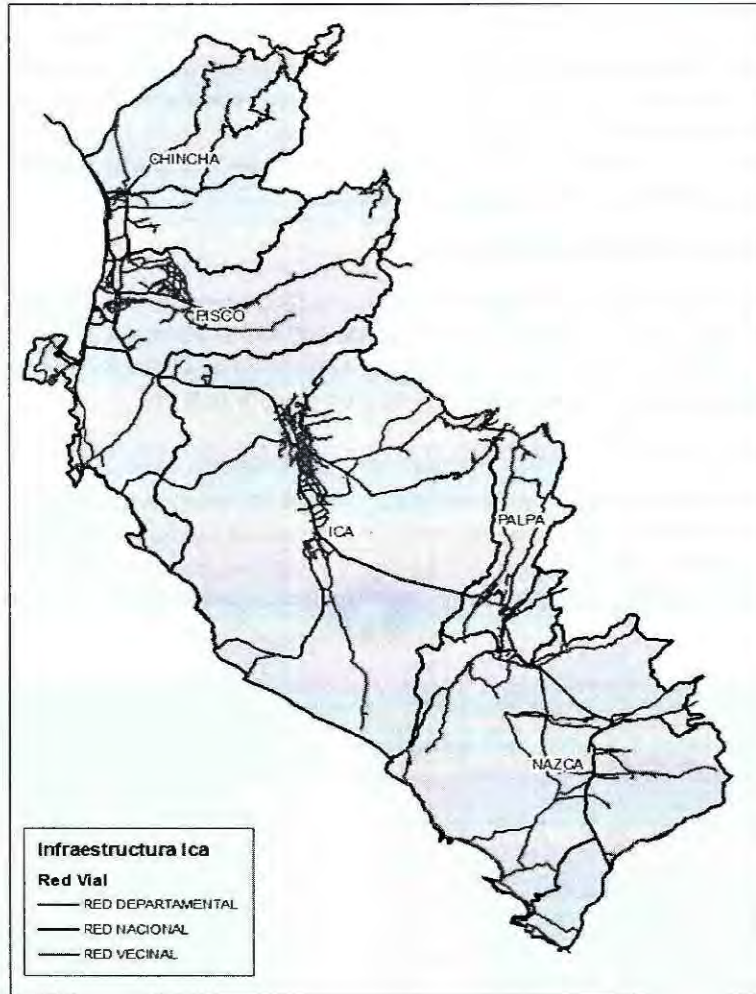 CHINCHA
PISCO
ICA
PALPA
NAZCA
Infraestructura Ica
Red Vial
RED DEPARTAMENTAL
RED NACIONAL
RED VECINAL